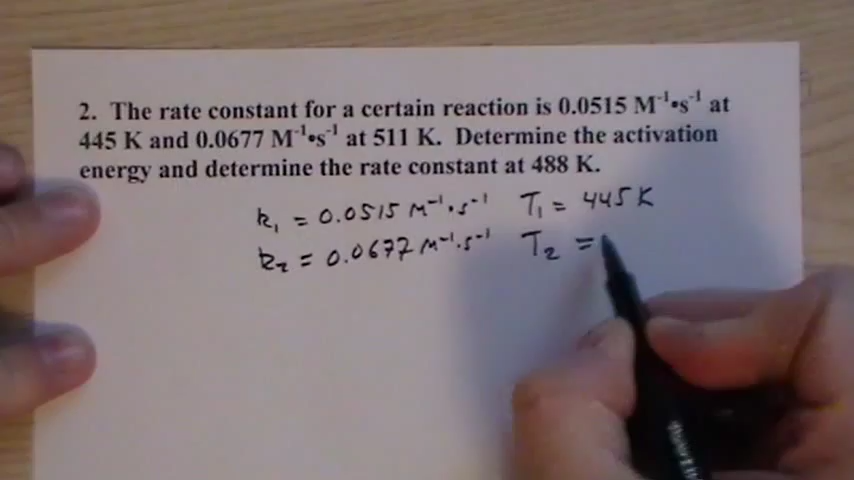 2. The rate constant for a certain reaction is 0.0515 M⁻¹•s⁻¹ at
445 K and 0.0677 M⁻¹•s⁻¹ at 511 K. Determine the activation
energy and determine the rate constant at 488 K.
k₁ = 0.0515 M⁻¹·s⁻¹ T₁ = 445 K
k₂ = 0.0677 M⁻¹·s⁻¹ T₂ =